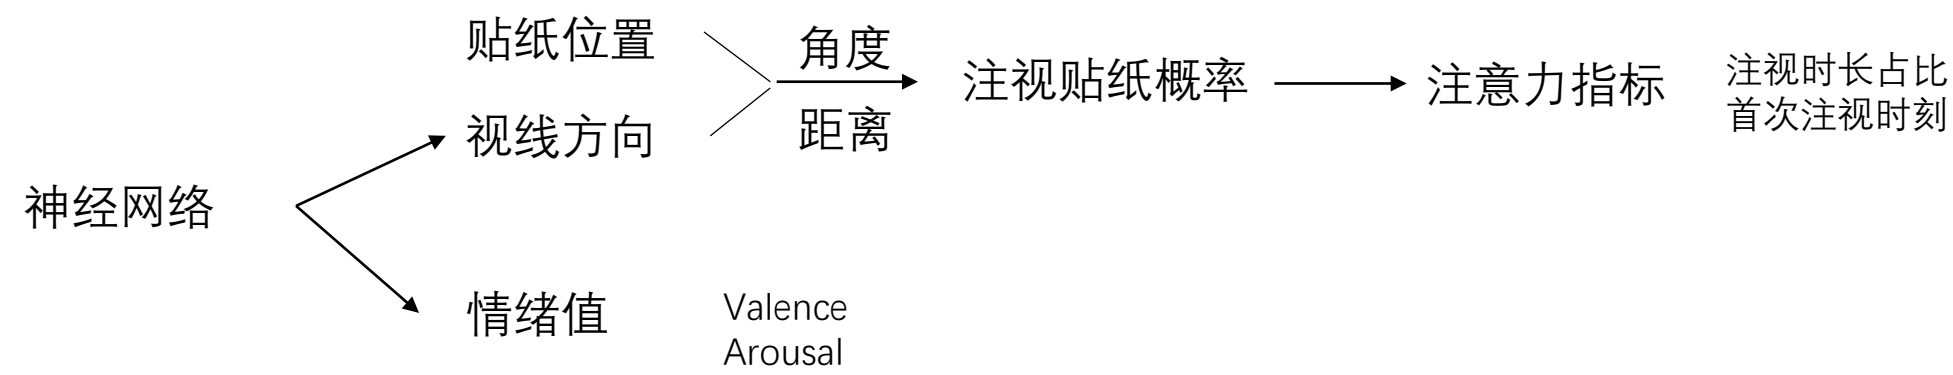 贴纸位置
角度
注视贴纸概率
注意力指标
注视时长占比
首次注视时刻
视线方向
距离
神经网络
情绪值
Valence
Arousal